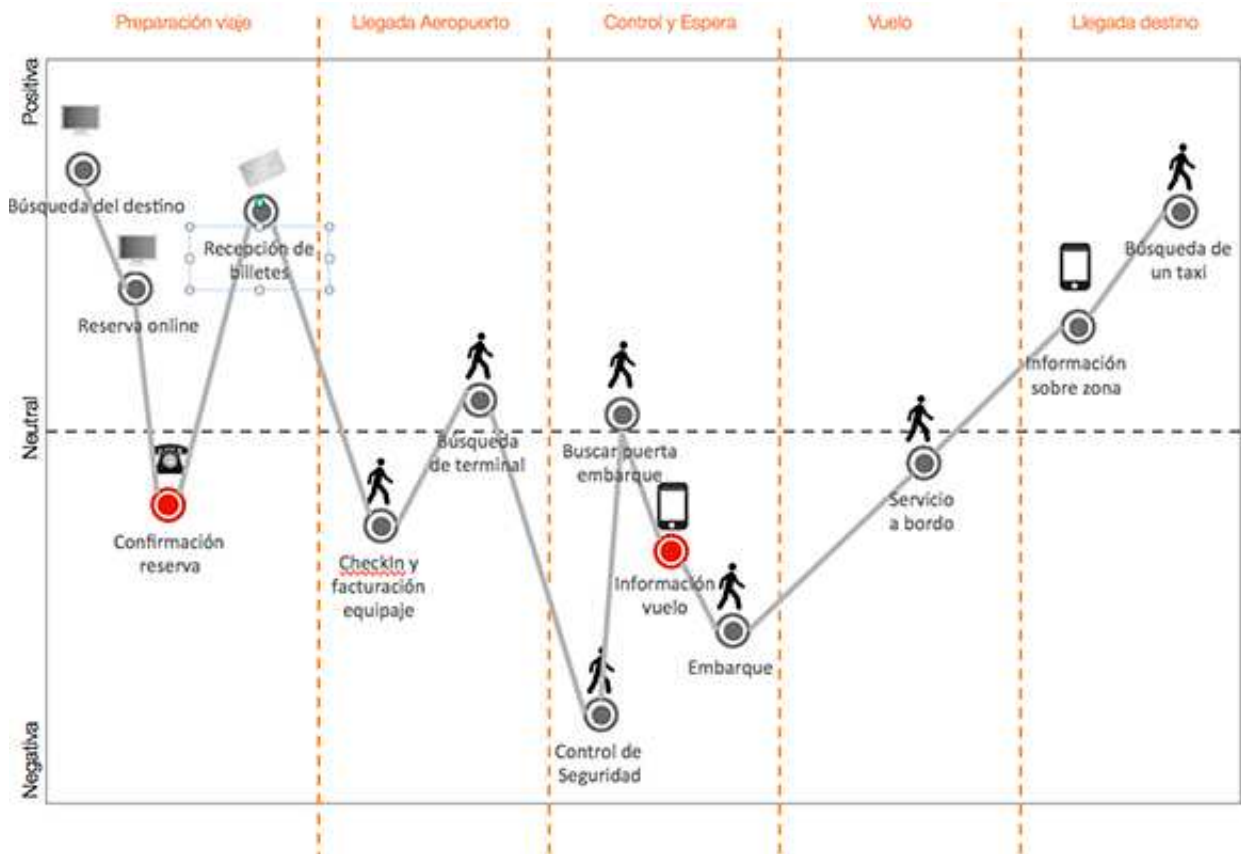 Preparación viaje
Llegada Aeropuerto
Control y Espera
Vuelo
Llegada destino
Positiva
Neutral
Negativa
Búsqueda del destino
Reserva online
Confirmación
reserva
Recepción de
billetes
CheckIn y
facturación
equipaje
Búsqueda
de terminal
Control de
Seguridad
Buscar puerta
embarque
Información
vuelo
Embarque
Servicio
a bordo
Información
sobre zona
Búsqueda de
un taxi